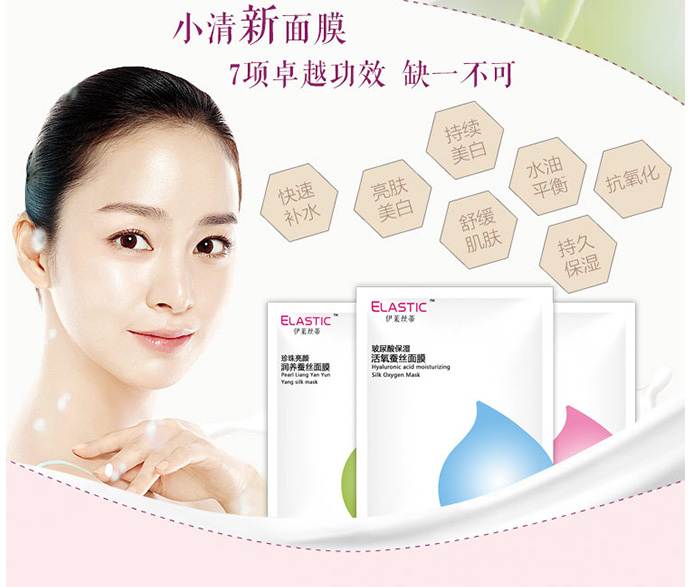 小清新面膜
7项卓越功效 缺一不可
持续
美白
水油
平衡
抗氧化
快速
补水
亮肤
美白
舒缓
肌肤
持久
保湿
ELASTIC™
伊莱丝蒂
珍珠亮颜
润养蚕丝面膜
Pearl Liang Yan Yun
Yang silk mask
ELASTIC™
伊莱丝蒂
玻尿酸保湿
活氧蚕丝面膜
Hyaluronic acid moisturizing
Silk Oxygen Mask